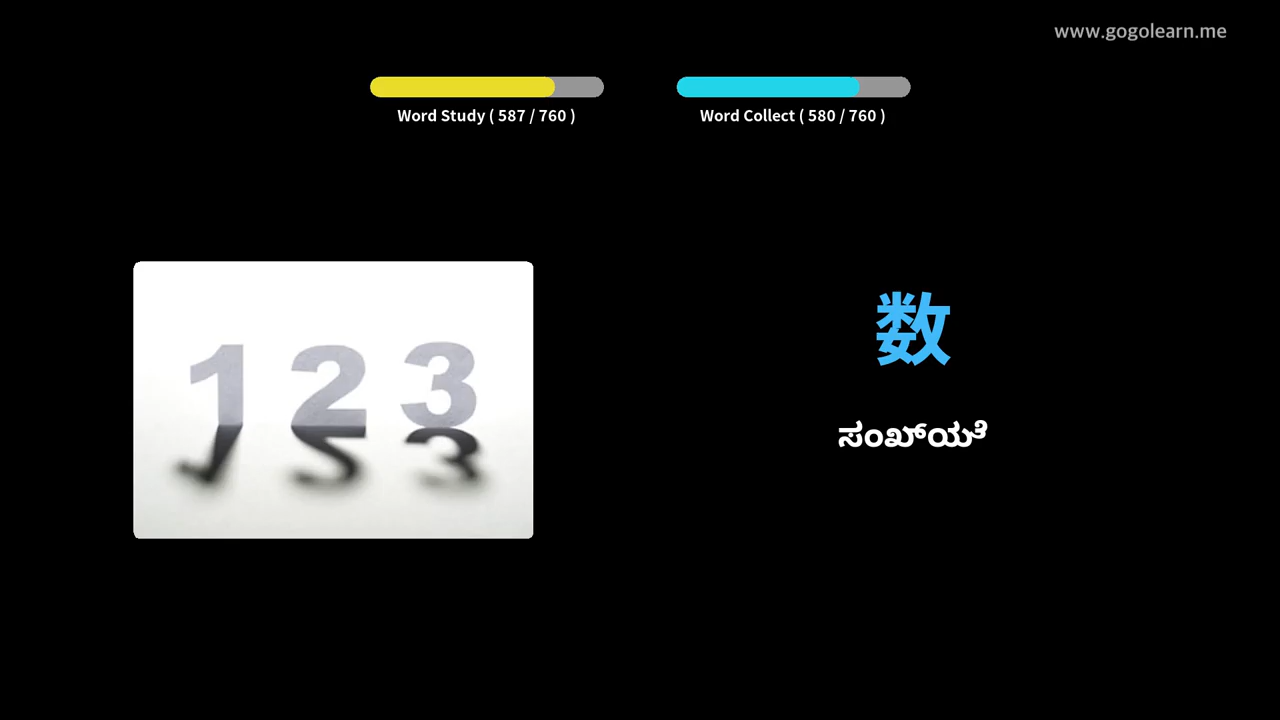 www.gogolearn.me
Word Study ( 587 / 760 )
Word Collect ( 580 / 760 )
1 2 3
数
ಸಂಖ್ಯೆ